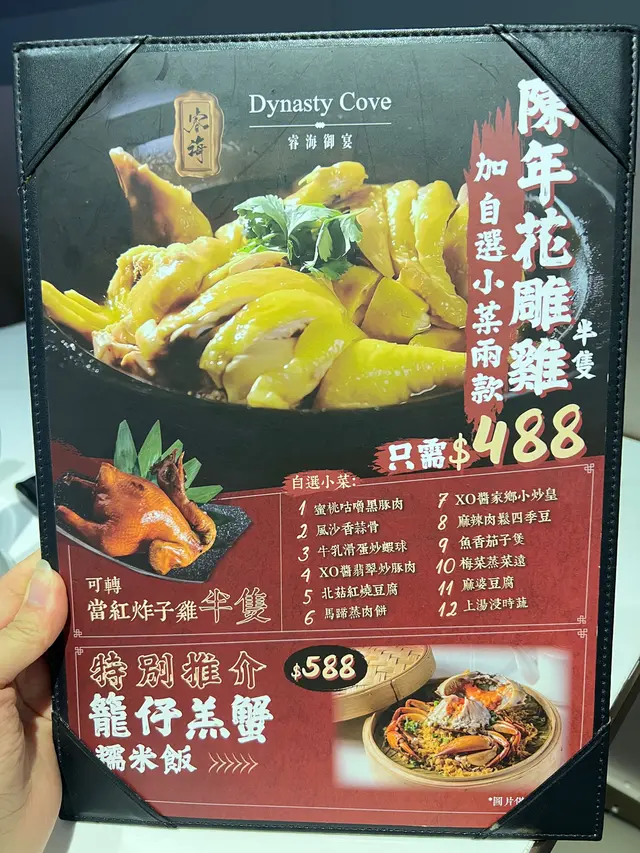 Dynasty Cove
睿海御宴
睿海
陳年花雕雞
半隻
加自選小菜兩款
只需$488
自選小菜:
1 蜜桃咕嚕黑豚肉
2 風沙香蒜骨
3 牛乳滑蛋炒蝦球
4 XO醬翡翠炒豚肉
5 北菇紅燒豆腐
6 馬蹄蒸肉餅
7 XO醬家鄉小炒皇
8 麻辣肉鬆四季豆
9 魚香茄子煲
10 梅菜蒸菜遠
11 麻婆豆腐
12 上湯浸時蔬
可轉
當紅炸子雞半隻
特別推介
$588
籠仔羔蟹
糯米飯
*圖片僅